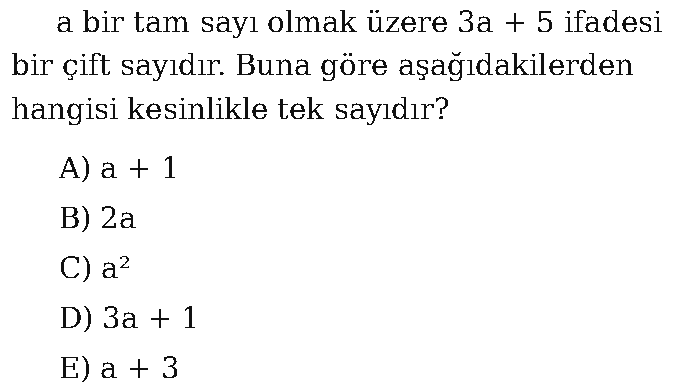 a bir tam sayı olmak üzere 3a + 5 ifadesi
bir çift sayıdır. Buna göre aşağıdakilerden
hangisi kesinlikle tek sayıdır?
A) a + 1
B) 2a
C) a²
D) 3a + 1
E) a + 3